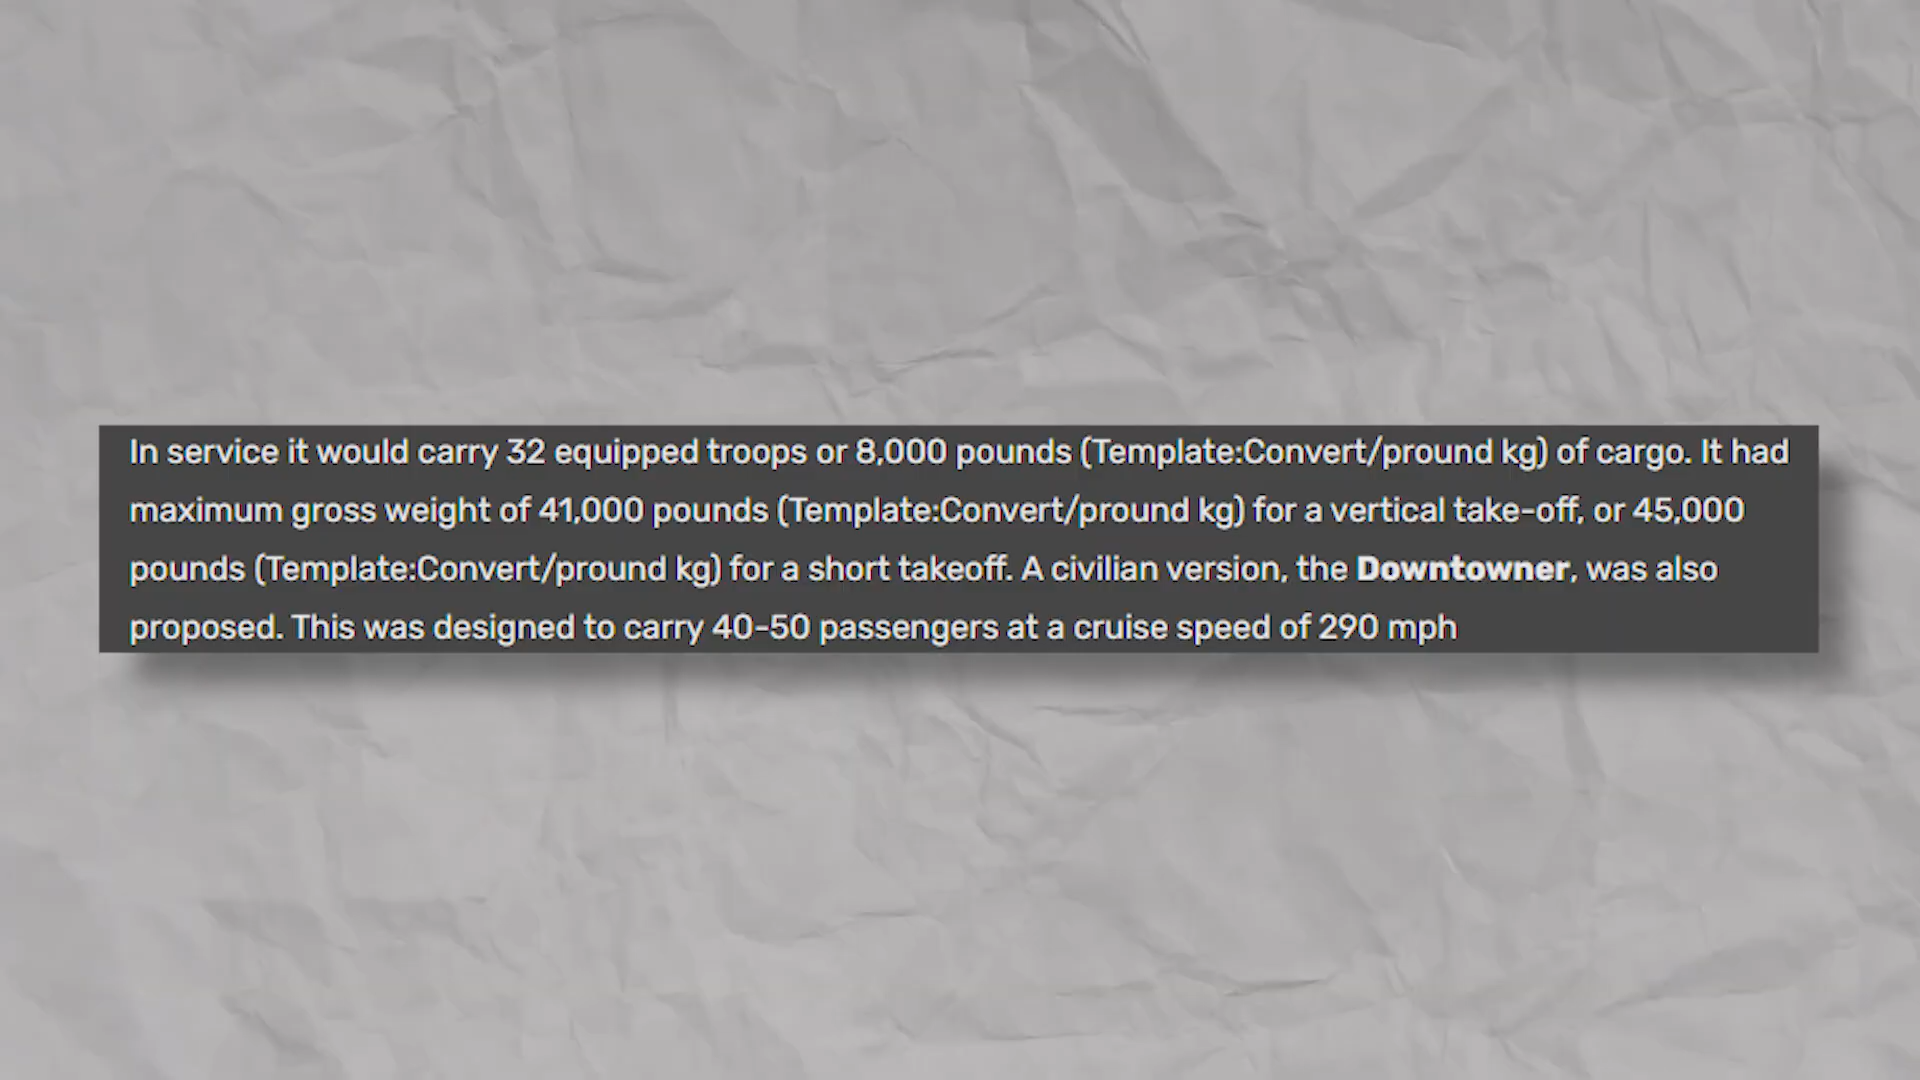 In service it would carry 32 equipped troops or 8,000 pounds (Template:Convert/pround kg) of cargo. It had
maximum gross weight of 41,000 pounds (Template:Convert/pround kg) for a vertical take-off, or 45,000
pounds (Template:Convert/pround kg) for a short takeoff. A civilian version, the Downtowner, was also
proposed. This was designed to carry 40-50 passengers at a cruise speed of 290 mph